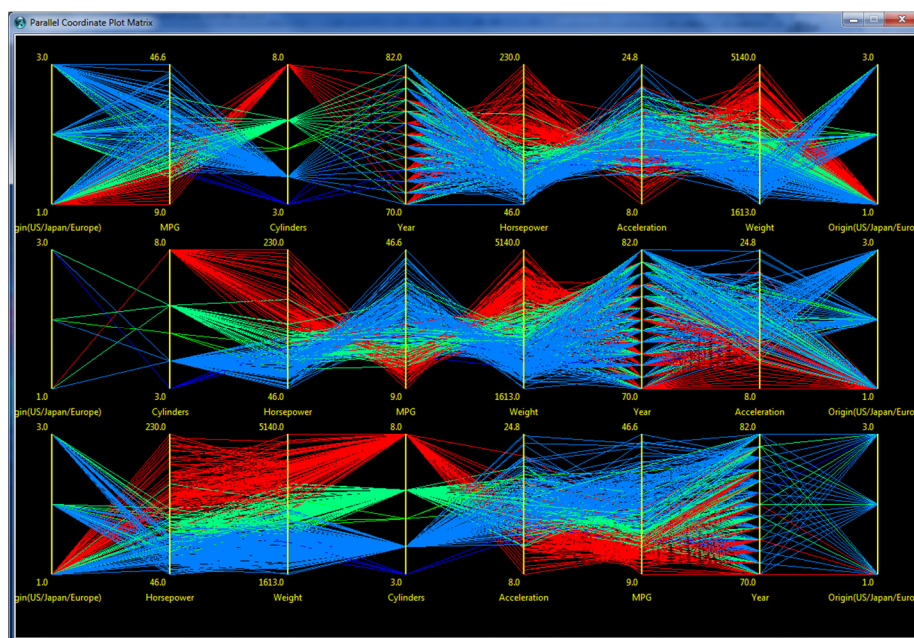 Parallel Coordinate Plot Matrix
3.0 46.6 8.0 82.0 230.0 24.8 5140.0 3.0
1.0 9.0 3.0 70.0 46.0 8.0 1613.0 1.0
igin(US/Japan/Europe) MPG Cylinders Year Horsepower Acceleration Weight Origin(US/Japan/Euro
3.0 8.0 230.0 46.6 5140.0 82.0 24.8 3.0
1.0 3.0 46.0 9.0 1613.0 70.0 8.0 1.0
igin(US/Japan/Europe) Cylinders Horsepower MPG Weight Year Acceleration Origin(US/Japan/Euro
3.0 230.0 5140.0 8.0 24.8 46.6 82.0 3.0
1.0 46.0 1613.0 3.0 8.0 9.0 70.0 1.0
igin(US/Japan/Europe) Horsepower Weight Cylinders Acceleration MPG Year Origin(US/Japan/Euro